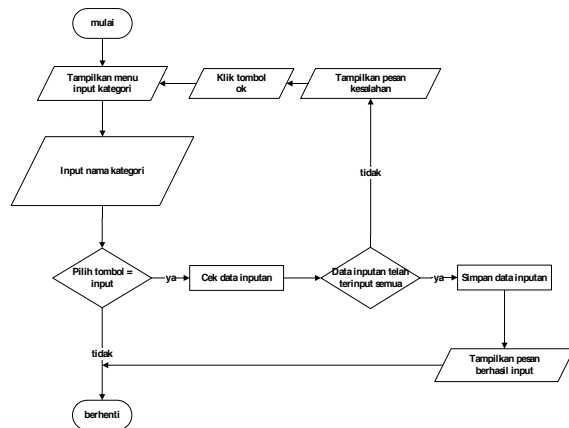 mulai
Tampilkan menu
input kategori
Klik tombol
ok
Tampilkan pesan
kesalahan
Input nama kategori
tidak
Pilih tombol =
input
ya
Cek data inputan
Data inputan telah
terinput semua
ya
Simpan data inputan
tidak
Tampilkan pesan
berhasil input
berhenti